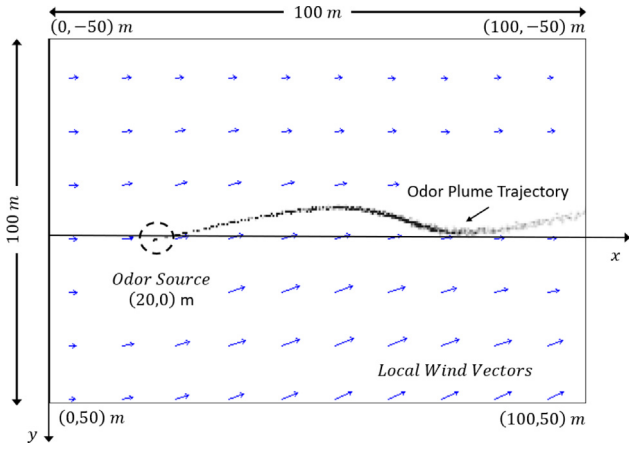 100 m
(0, −50) m
(100, −50) m
100 m
Odor Plume Trajectory
x
Odor Source
(20,0) m
Local Wind Vectors
(0,50) m
(100,50) m
y